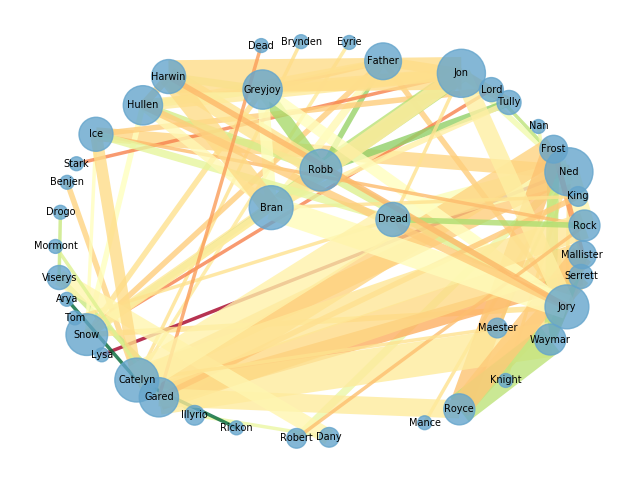 Dead
Brynden
Eyrie
Father
Jon
Harwin
Greyjoy
Lord
Tully
Hullen
Ice
Nan
Frost
Stark
Robb
Ned
Benjen
King
Drogo
Bran
Dread
Rock
Mormont
Mallister
Viserys
Serrett
Arya
Jory
Tom
Snow
Maester
Waymar
Lysa
Catelyn
Knight
Gared
Royce
Illyrio
Mance
Rickon
Robert
Dany